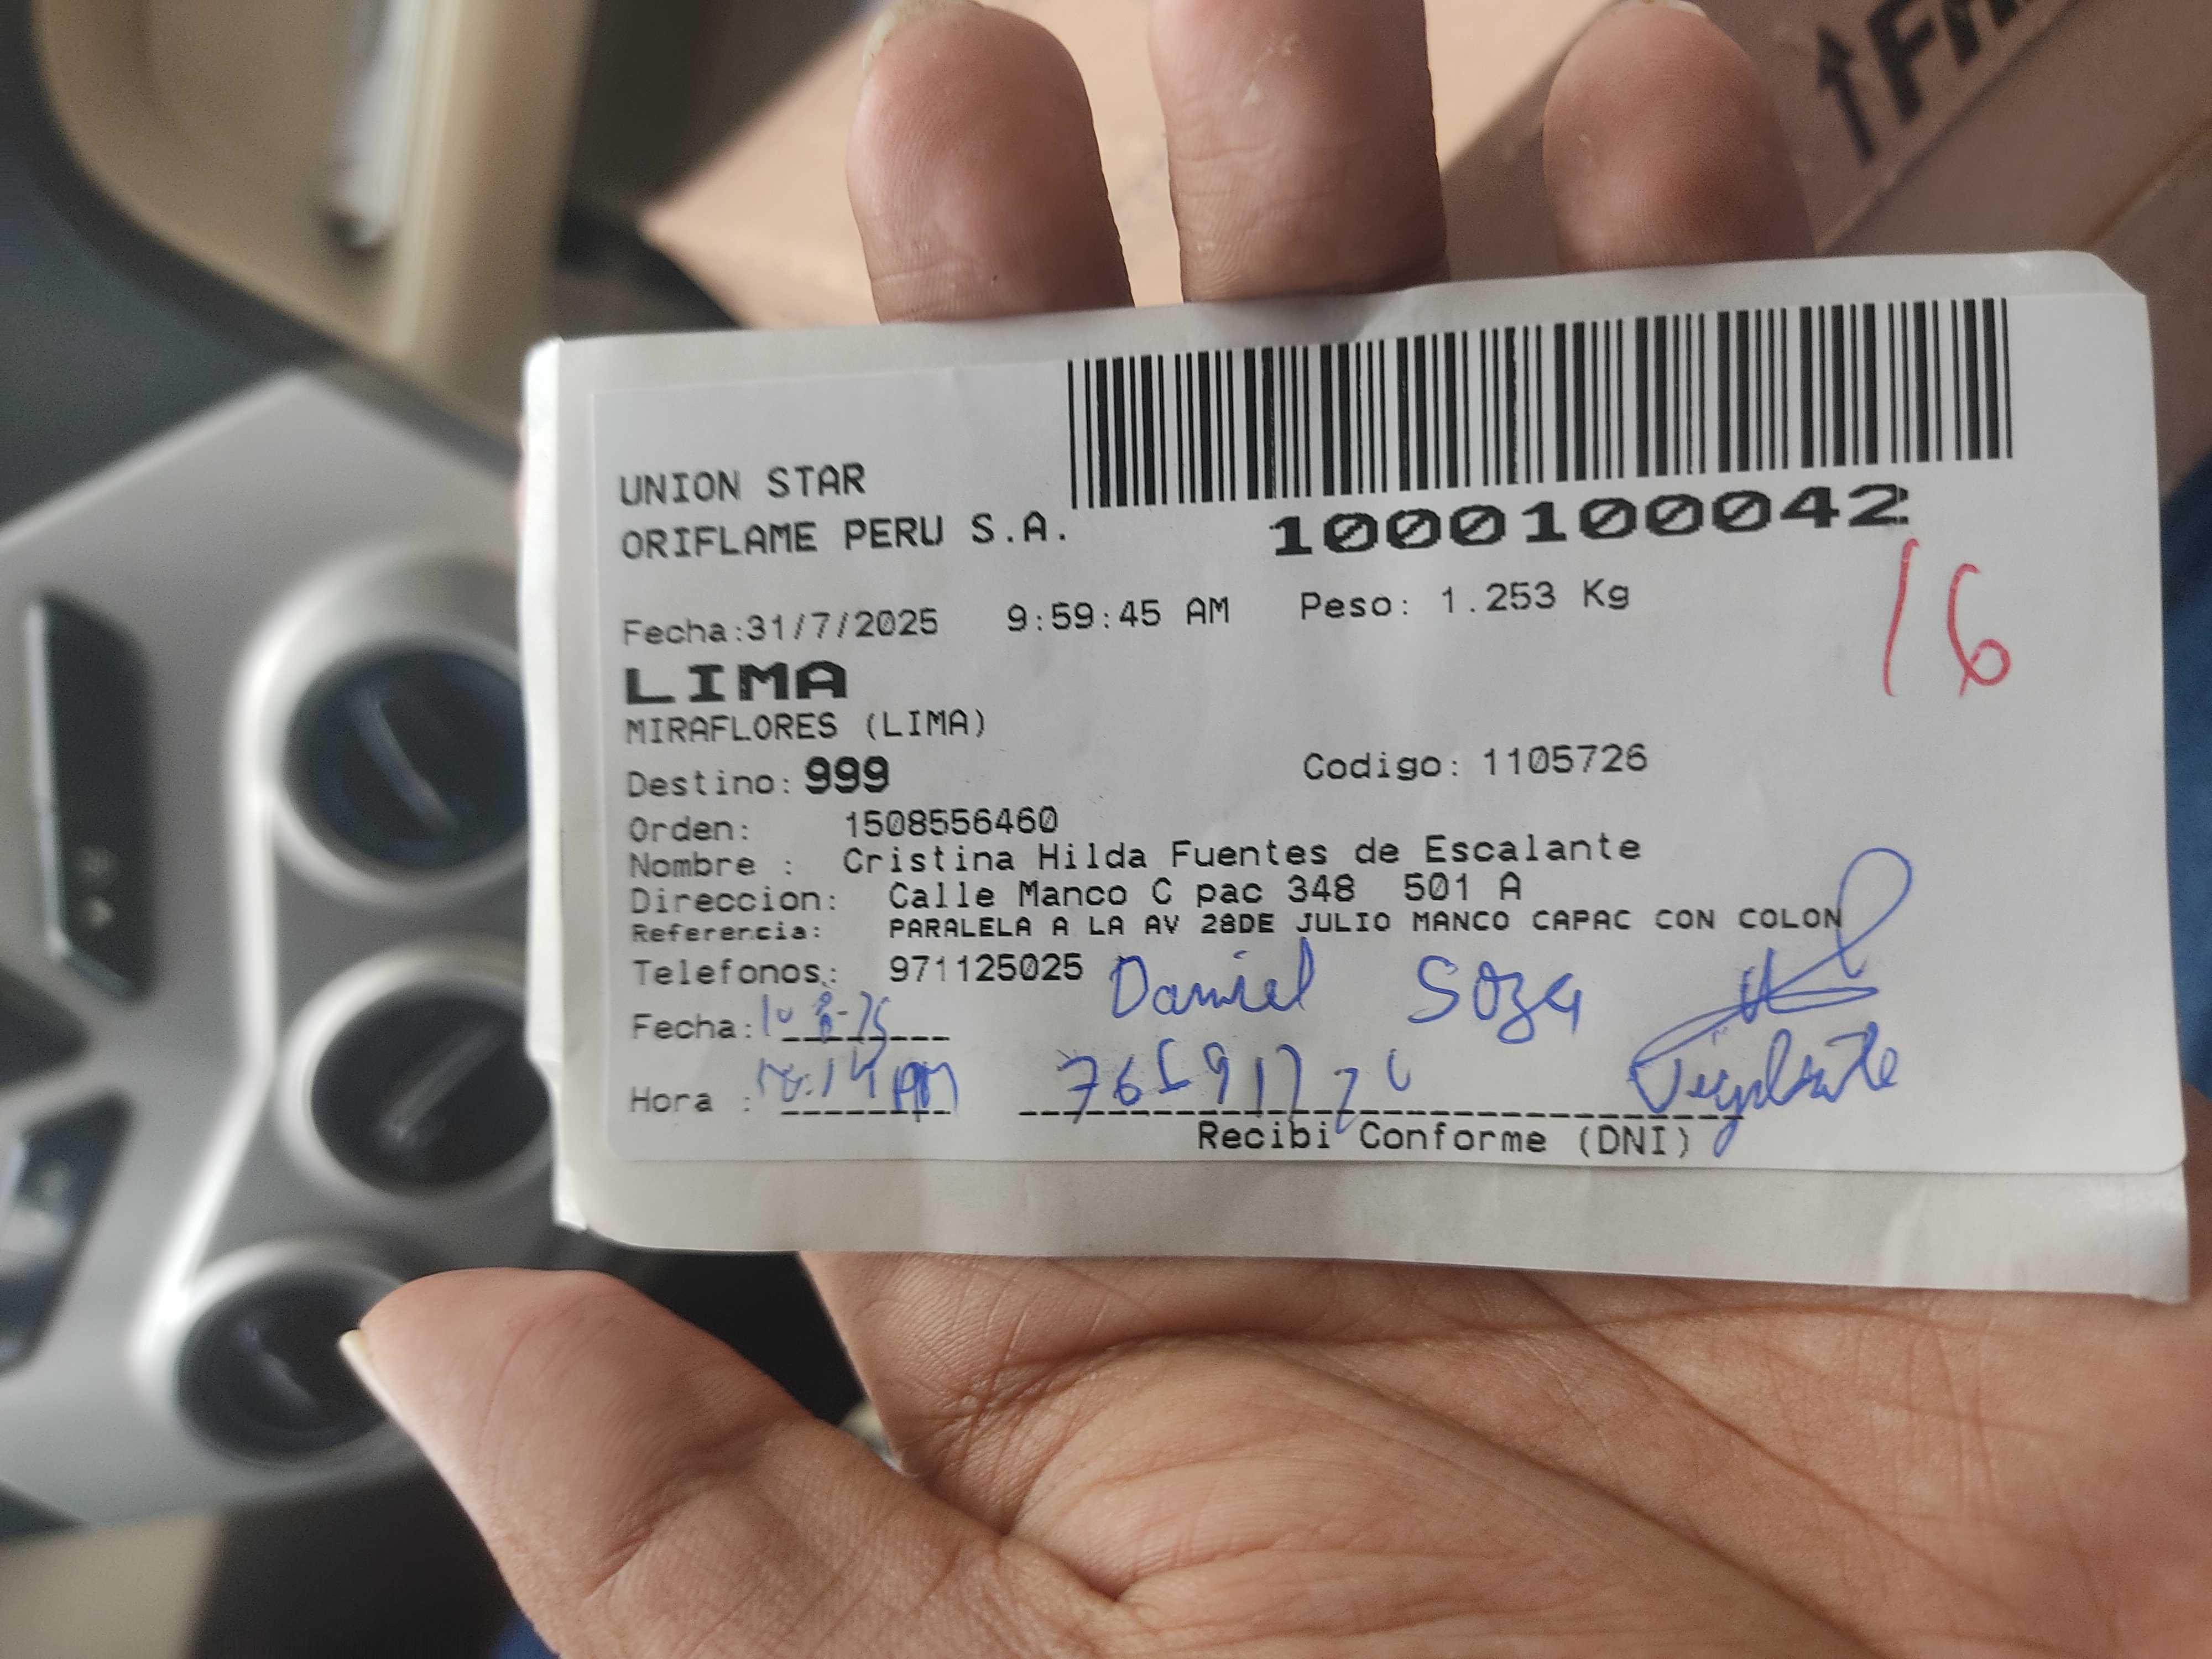 UNION STAR
ORIFLAME PERU S.A.
1000100042
16
Fecha:31/7/2025 9:59:45 AM Peso: 1.253 Kg
LIMA
MIRAFLORES (LIMA)
Destino: 999 Codigo: 1105726
Orden: 1508556460
Nombre : Cristina Hilda Fuentes de Escalante
Direccion: Calle Manco C pac 348 501 A
Referencia: PARALELA A LA AV 28DE JULIO MANCO CAPAC CON COLON
Telefonos: 971125025 Daniel Soza
Fecha:
Hora : PM
Vigilante
Recibi Conforme (DNI)